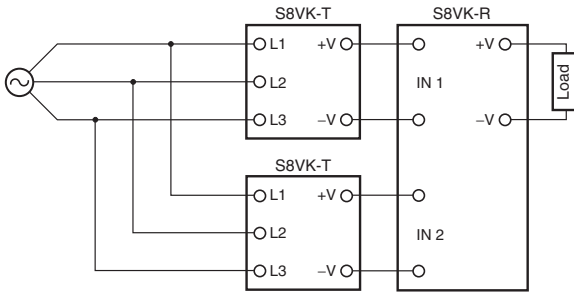 S8VK-T
S8VK-R
L1
+V
+V
L2
IN 1
Load
L3
−V
−V
S8VK-T
L1
+V
L2
IN 2
L3
−V